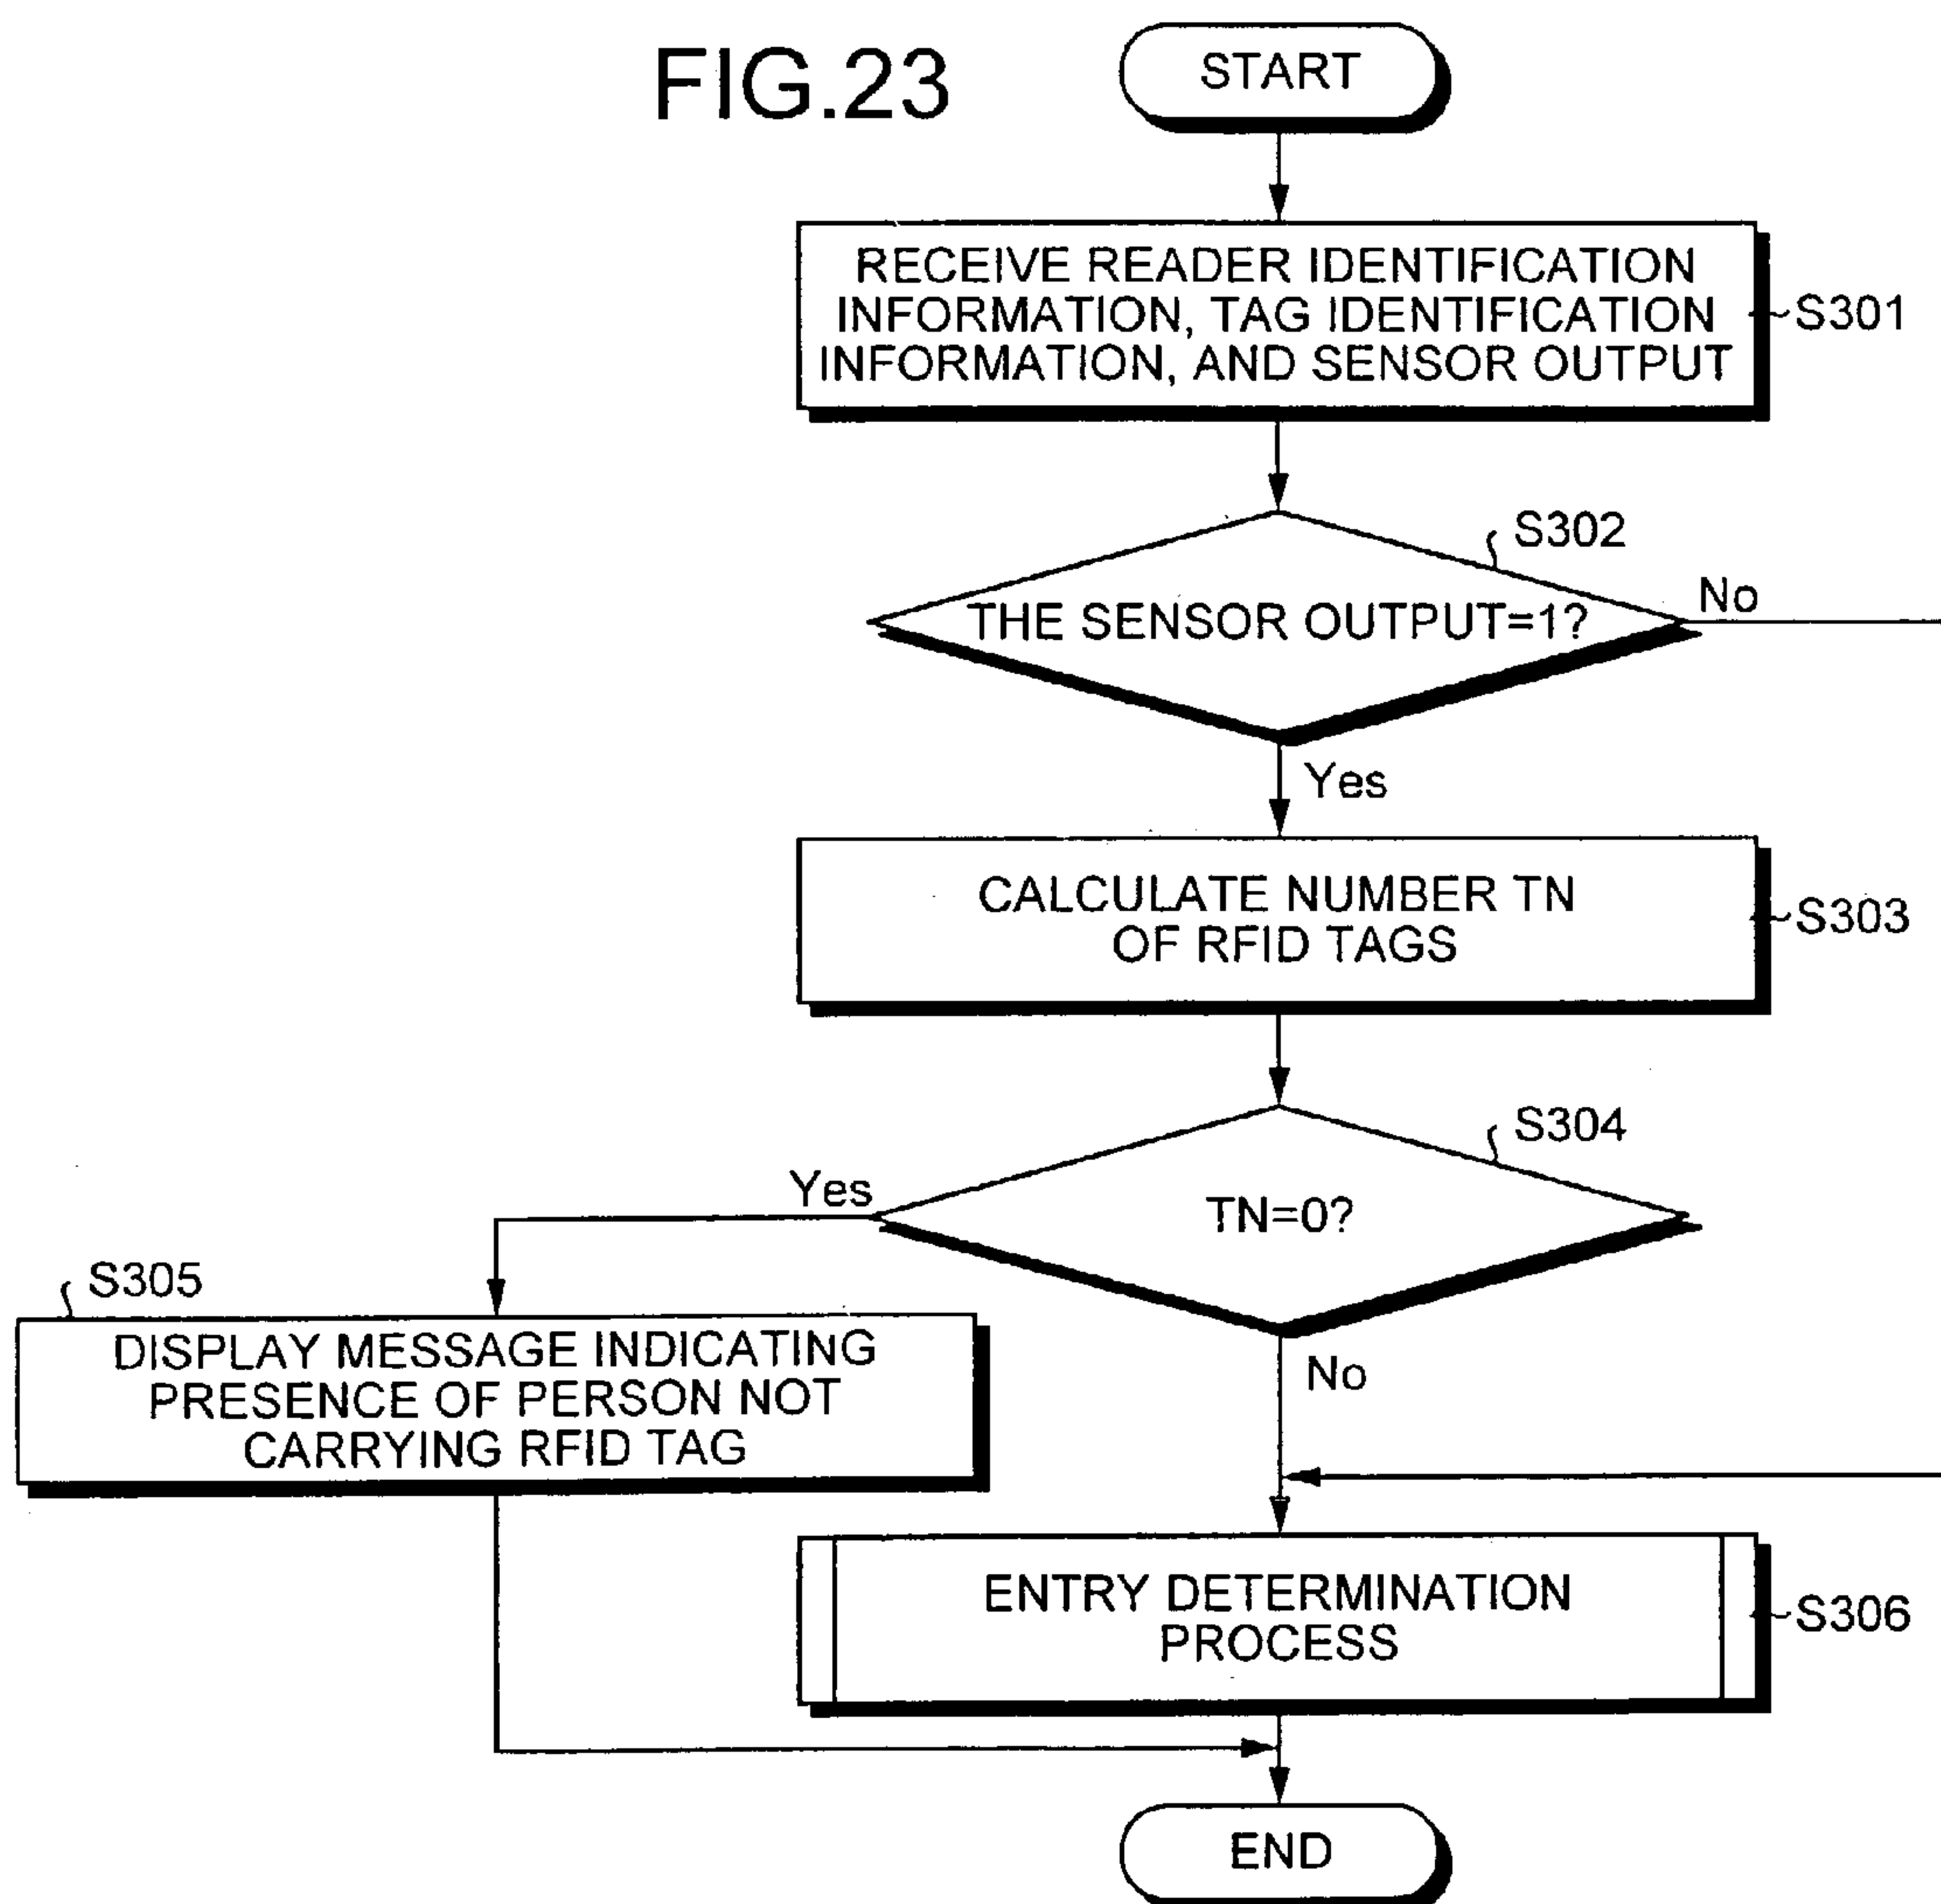 FIG.23
START
RECEIVE READER IDENTIFICATION
INFORMATION, TAG IDENTIFICATION
INFORMATION, AND SENSOR OUTPUT
S301
S302
THE SENSOR OUTPUT=1?
No
Yes
CALCULATE NUMBER TN
OF RFID TAGS
S303
S304
TN=0?
Yes
No
S305
DISPLAY MESSAGE INDICATING
PRESENCE OF PERSON NOT
CARRYING RFID TAG
ENTRY DETERMINATION
PROCESS
S306
END